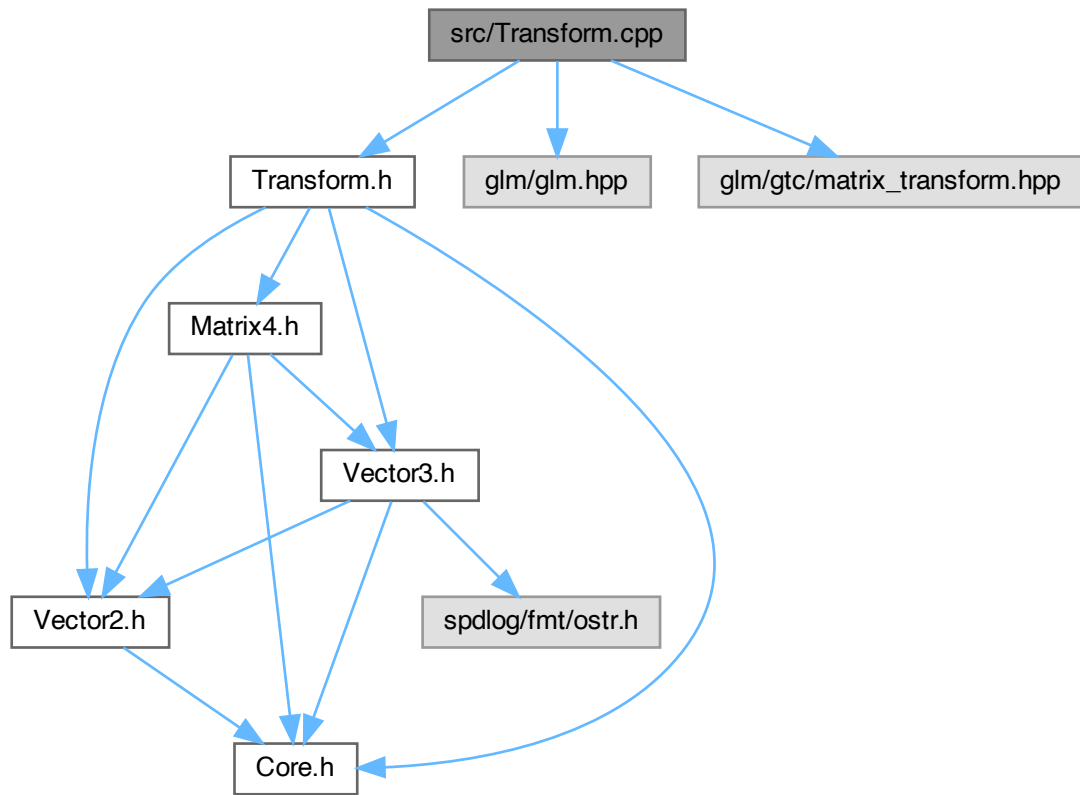 src/Transform.cpp
Transform.h
glm/glm.hpp
glm/gtc/matrix_transform.hpp
Matrix4.h
Vector3.h
Vector2.h
spdlog/fmt/ostr.h
Core.h